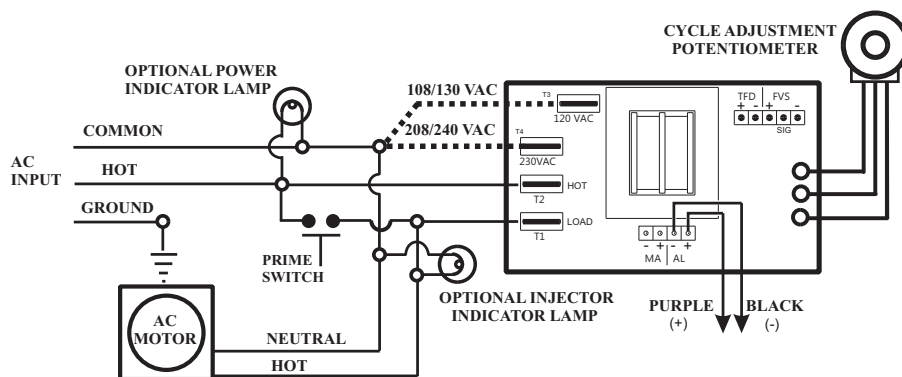 CYCLE ADJUSTMENT
POTENTIOMETER
OPTIONAL POWER
INDICATOR LAMP
108/130 VAC
T3
120 VAC
TFD
FVS
+ - + -
SIG
COMMON
208/240 VAC
T4
230VAC
AC
INPUT
HOT
HOT
T2
GROUND
LOAD
T1
PRIME
SWITCH
- + - +
MA
AL
OPTIONAL INJECTOR
INDICATOR LAMP
PURPLE
(+)
BLACK
(-)
AC
MOTOR
NEUTRAL
HOT